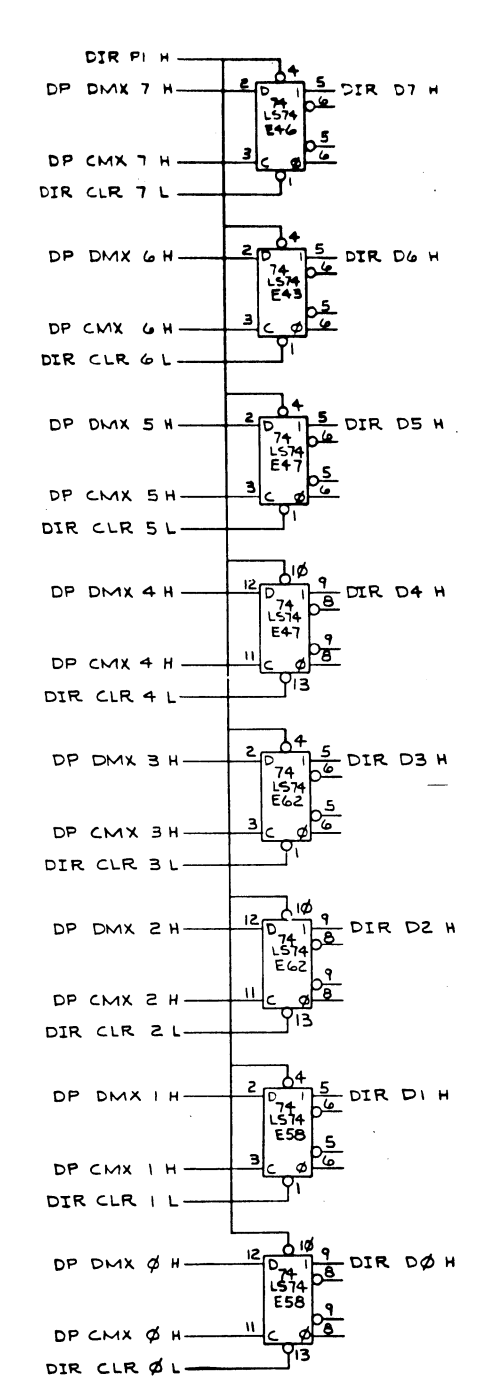 DIR P1 H
4
DP DMX 7 H 2 D 1 5 DIR D7 H
74 6
LS74
E46 5
DP CMX 7 H 3 C Ø 6
DIR CLR 7 L 1
4
DP DMX 6 H 2 D 1 5 DIR D6 H
74 6
LS74
E43 5
DP CMX 6 H 3 C Ø 6
DIR CLR 6 L 1
4
DP DMX 5 H 2 D 1 5 DIR D5 H
74 6
LS74
E47 5
DP CMX 5 H 3 C Ø 6
DIR CLR 5 L 1
1Ø
DP DMX 4 H 12 D 1 9 DIR D4 H
74 8
LS74
E47 9
DP CMX 4 H 11 C Ø 8
DIR CLR 4 L 13
4
DP DMX 3 H 2 D 1 5 DIR D3 H
74 6
LS74
E62 5
DP CMX 3 H 3 C Ø 6
DIR CLR 3 L 1
1Ø
DP DMX 2 H 12 D 1 9 DIR D2 H
74 8
LS74
E62 9
DP CMX 2 H 11 C Ø 8
DIR CLR 2 L 13
4
DP DMX 1 H 2 D 1 5 DIR D1 H
74 6
LS74
E58 5
DP CMX 1 H 3 C Ø 6
DIR CLR 1 L 1
1Ø
DP DMX Ø H 12 D 1 9 DIR DØ H
74 8
LS74
E58 9
DP CMX Ø H 11 C Ø 8
DIR CLR Ø L 13